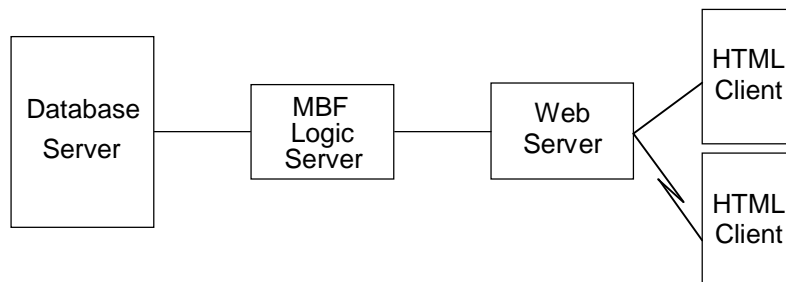 Database
Server
MBF
Logic
Server
Web
Server
HTML
Client
HTML
Client